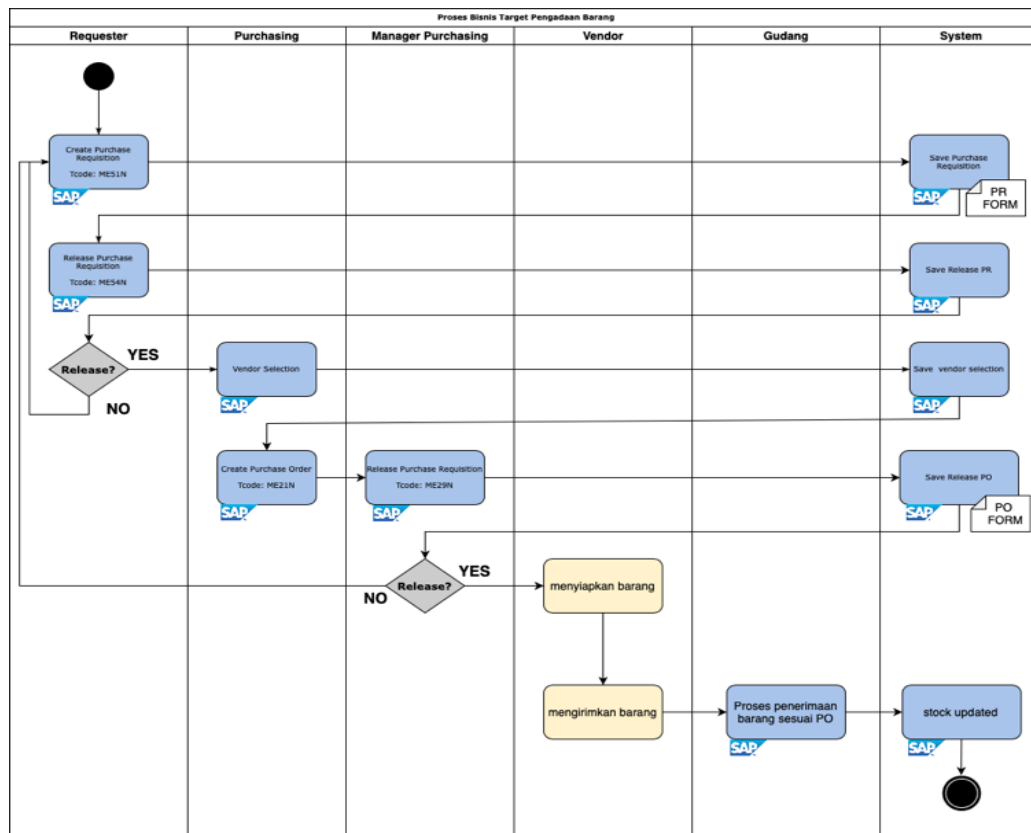 Proses Bisnis Target Pengadaan Barang
Requester
Purchasing
Manager Purchasing
Vendor
Gudang
System
Create Purchase
Requisition
Tcode: ME51N
SAP
Save Purchase
Requisition
SAP
PR
FORM
Release Purchase
Requisition
Tcode: ME54N
SAP
Save Release PR
SAP
Release?
YES
NO
Vendor Selection
SAP
Save vendor selection
SAP
Create Purchase Order
Tcode: ME21N
SAP
Release Purchase Requisition
Tcode: ME29N
SAP
Save Release PO
SAP
PO
FORM
Release?
YES
NO
menyiapkan barang
mengirimkan barang
Proses penerimaan
barang sesuai PO
SAP
stock updated
SAP